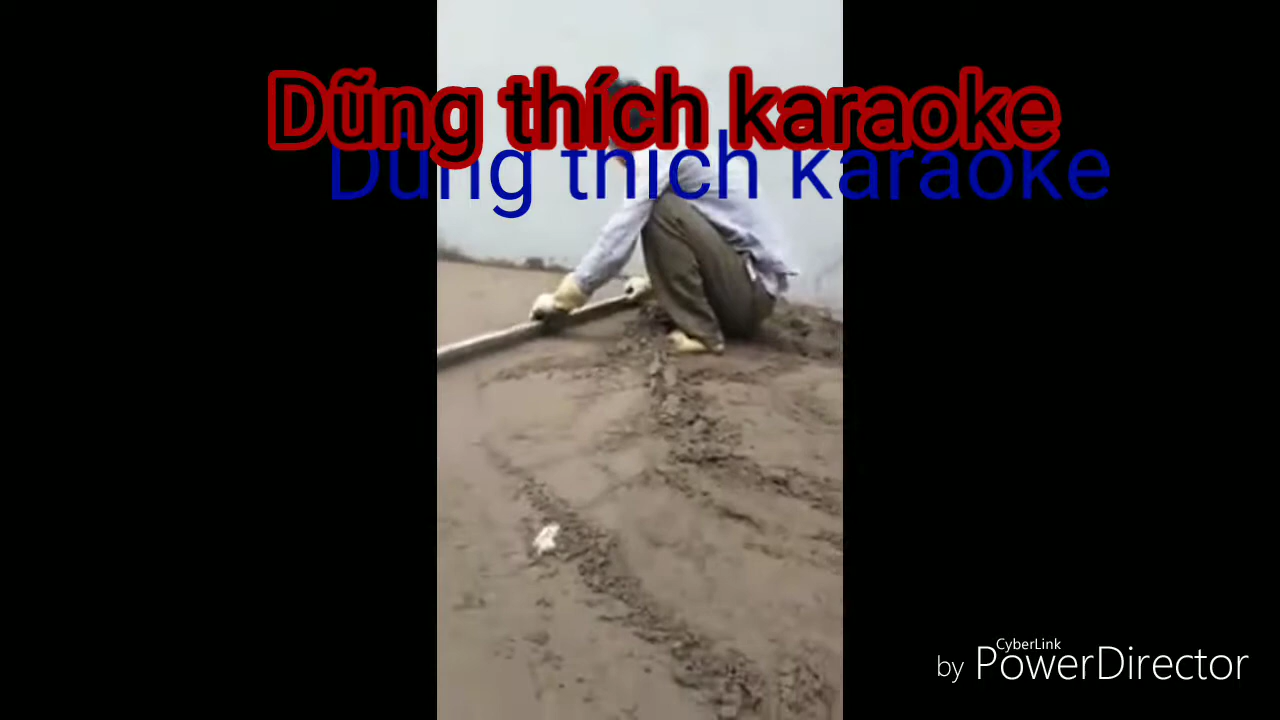 Dũng thích karaoke
Dũng thích karaoke
CyberLink
by PowerDirector